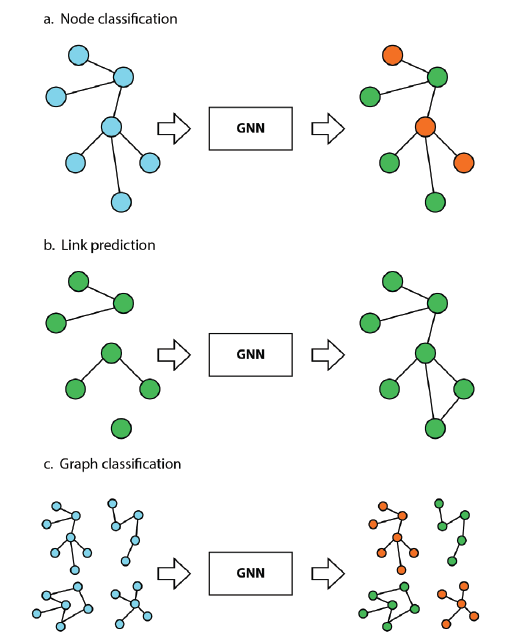 a. Node classification
GNN
b. Link prediction
GNN
c. Graph classification
GNN